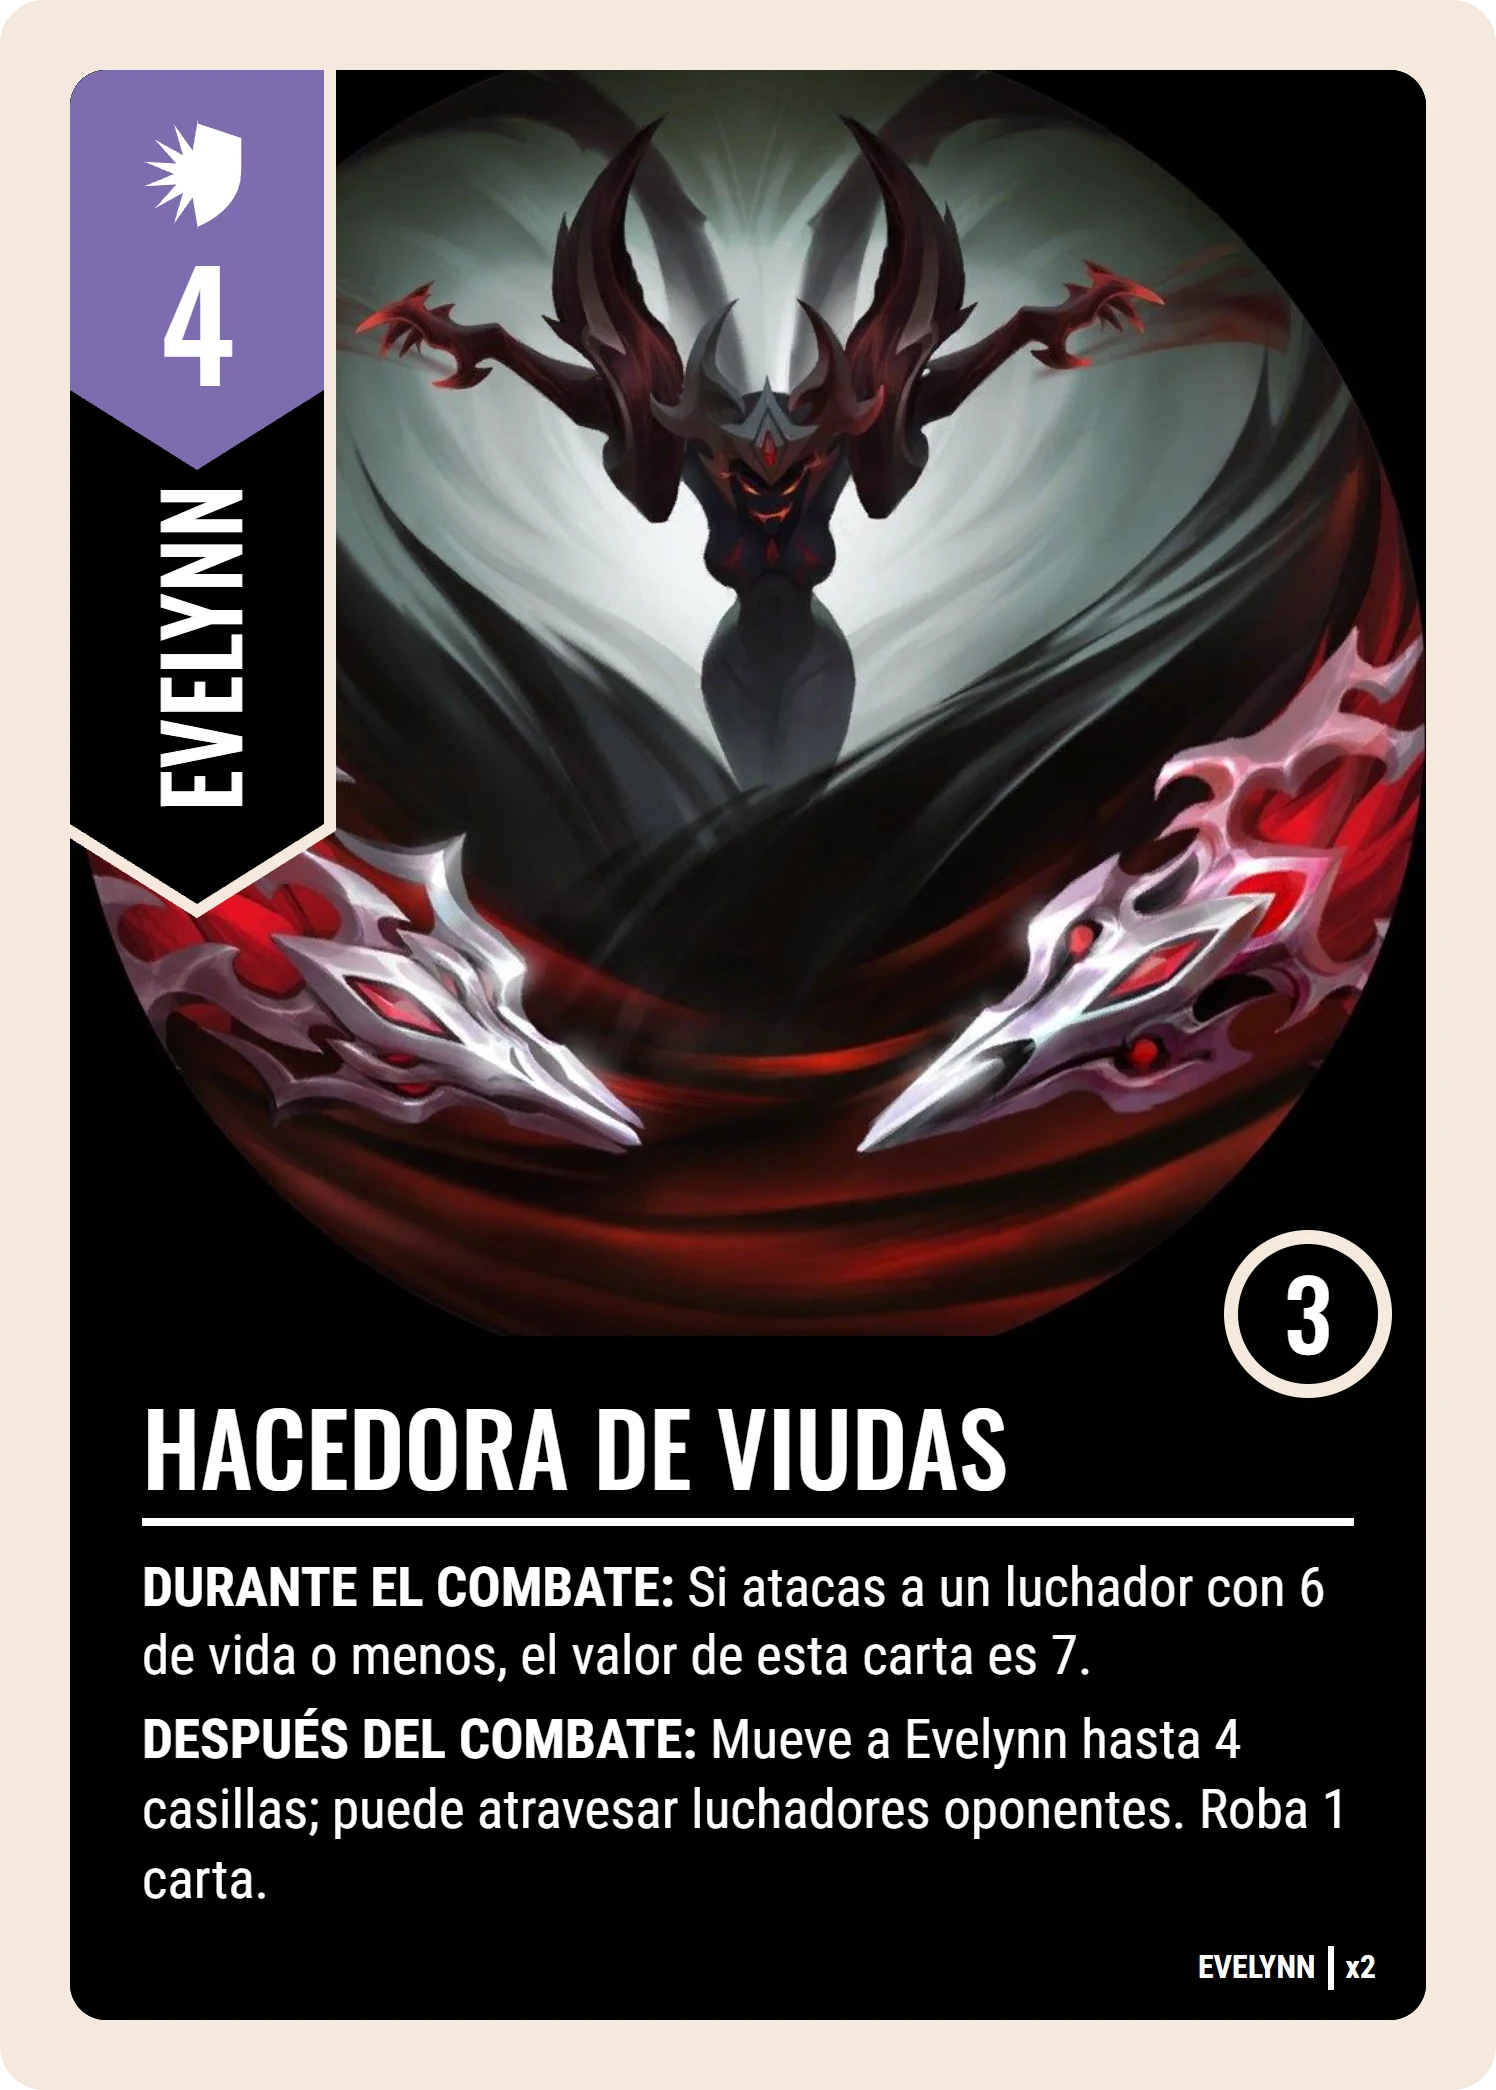 4
EVELYNN
3
HACEDORA DE VIUDAS
DURANTE EL COMBATE: Si atacas a un luchador con 6
de vida o menos, el valor de esta carta es 7.
DESPUÉS DEL COMBATE: Mueve a Evelynn hasta 4
casillas; puede atravesar luchadores oponentes. Roba 1
carta.
EVELYNN | x2